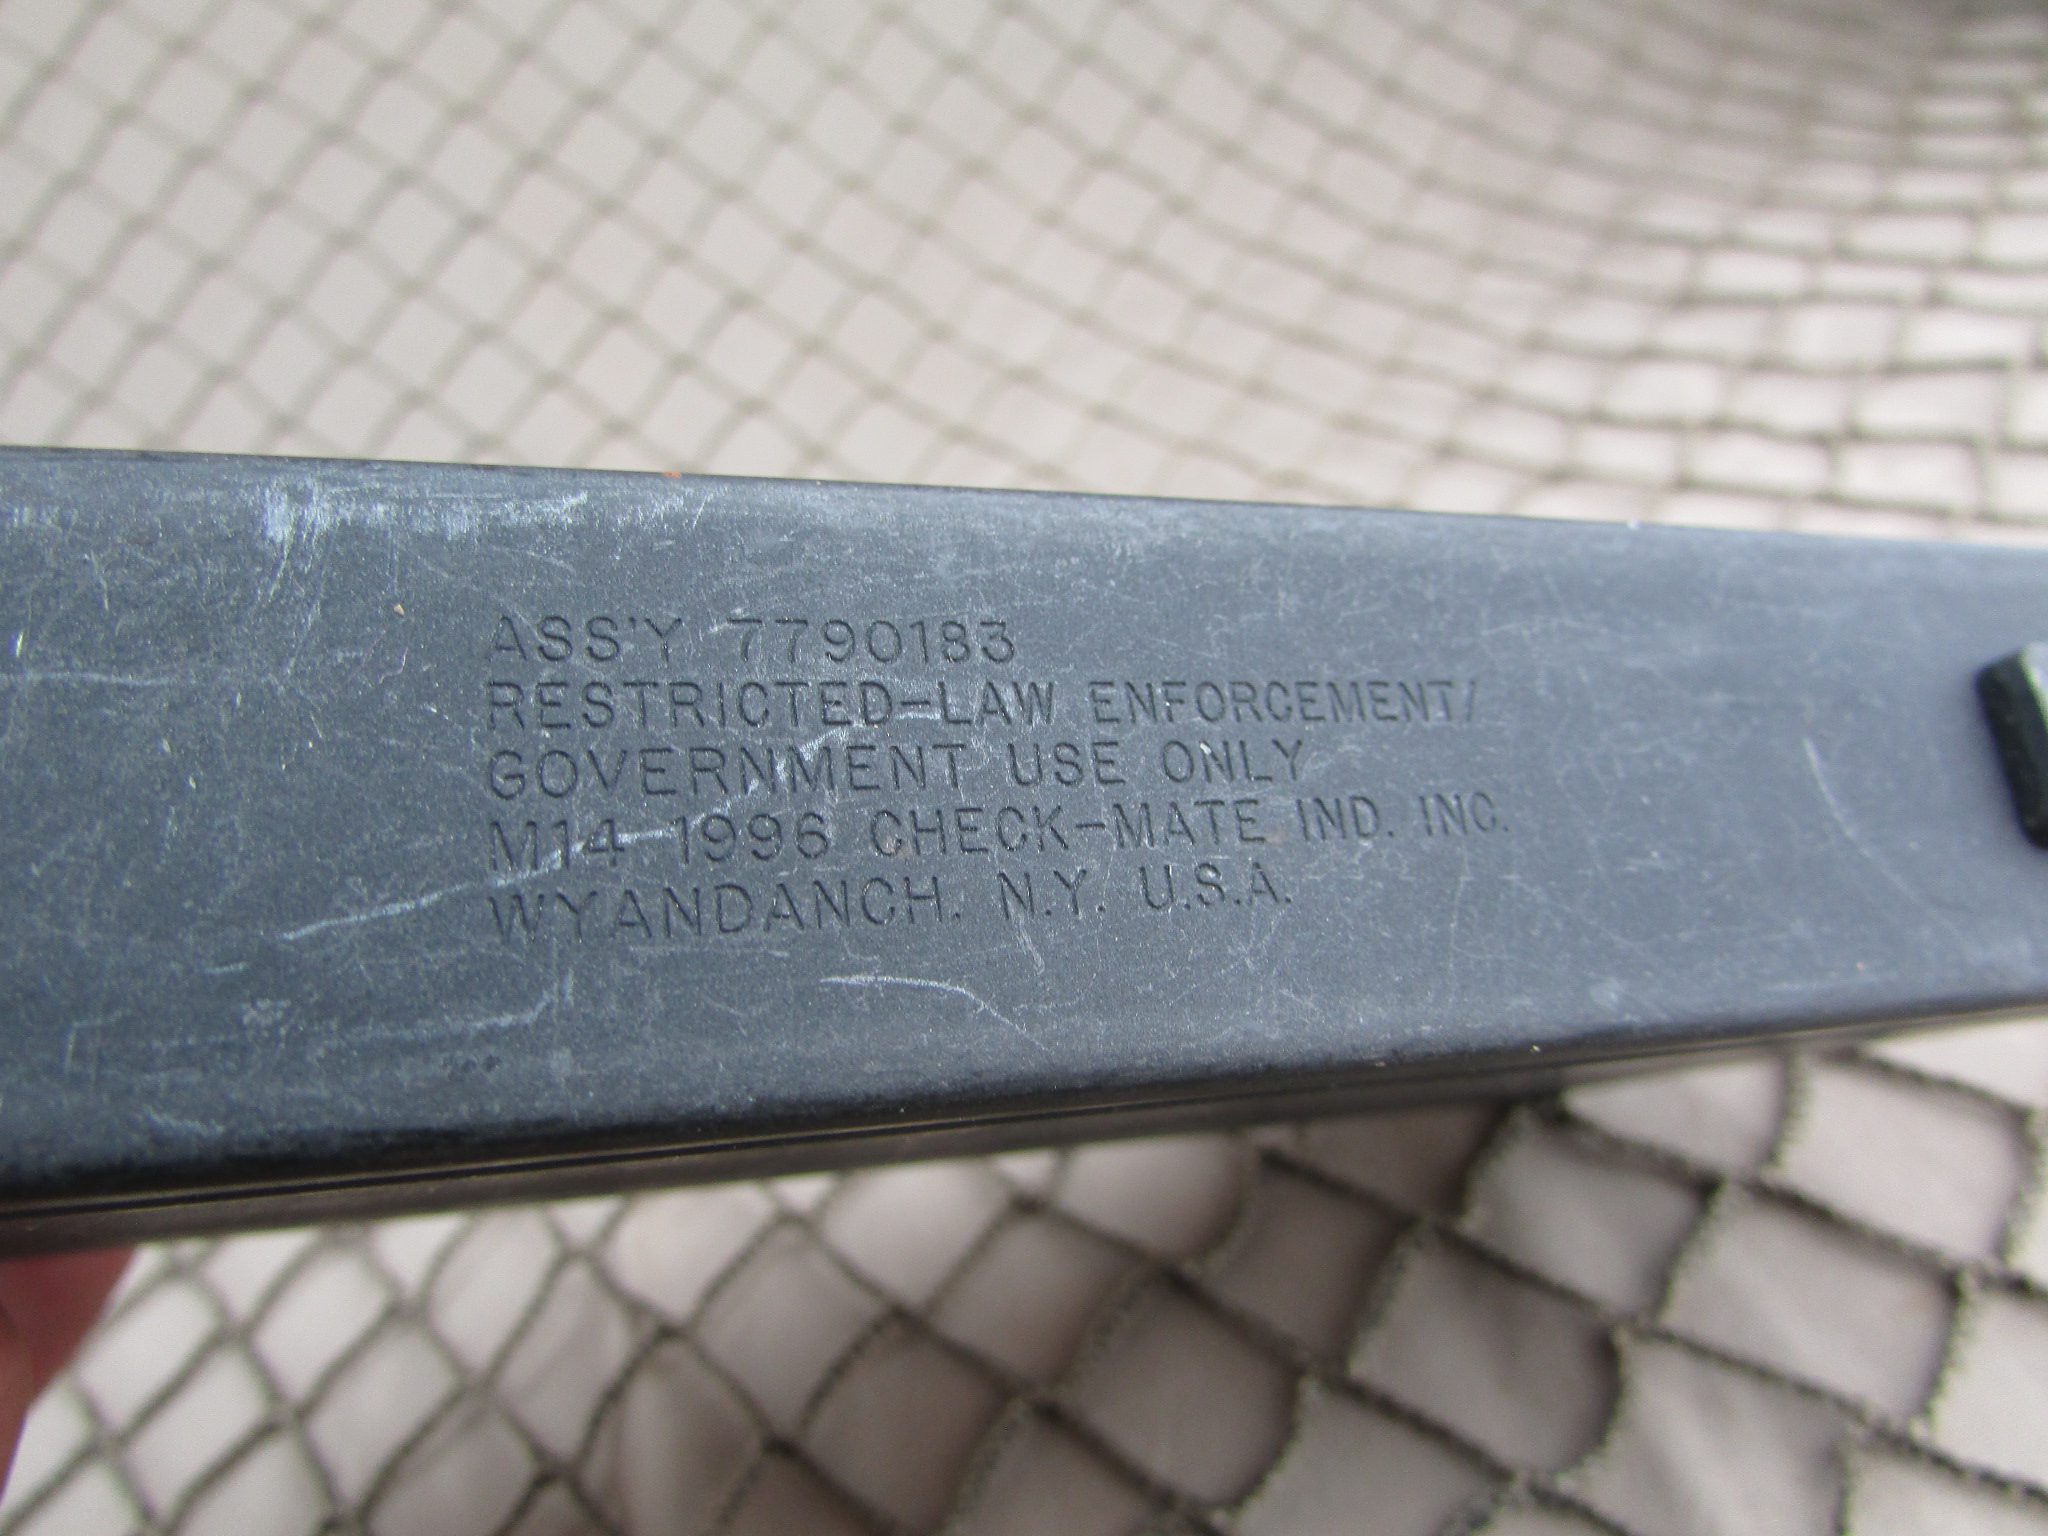 ASS'Y 7790183
RESTRICTED-LAW ENFORCEMENT/
GOVERNMENT USE ONLY
M14 1996 CHECK-MATE IND. INC.
WYANDANCH. N.Y. U.S.A.